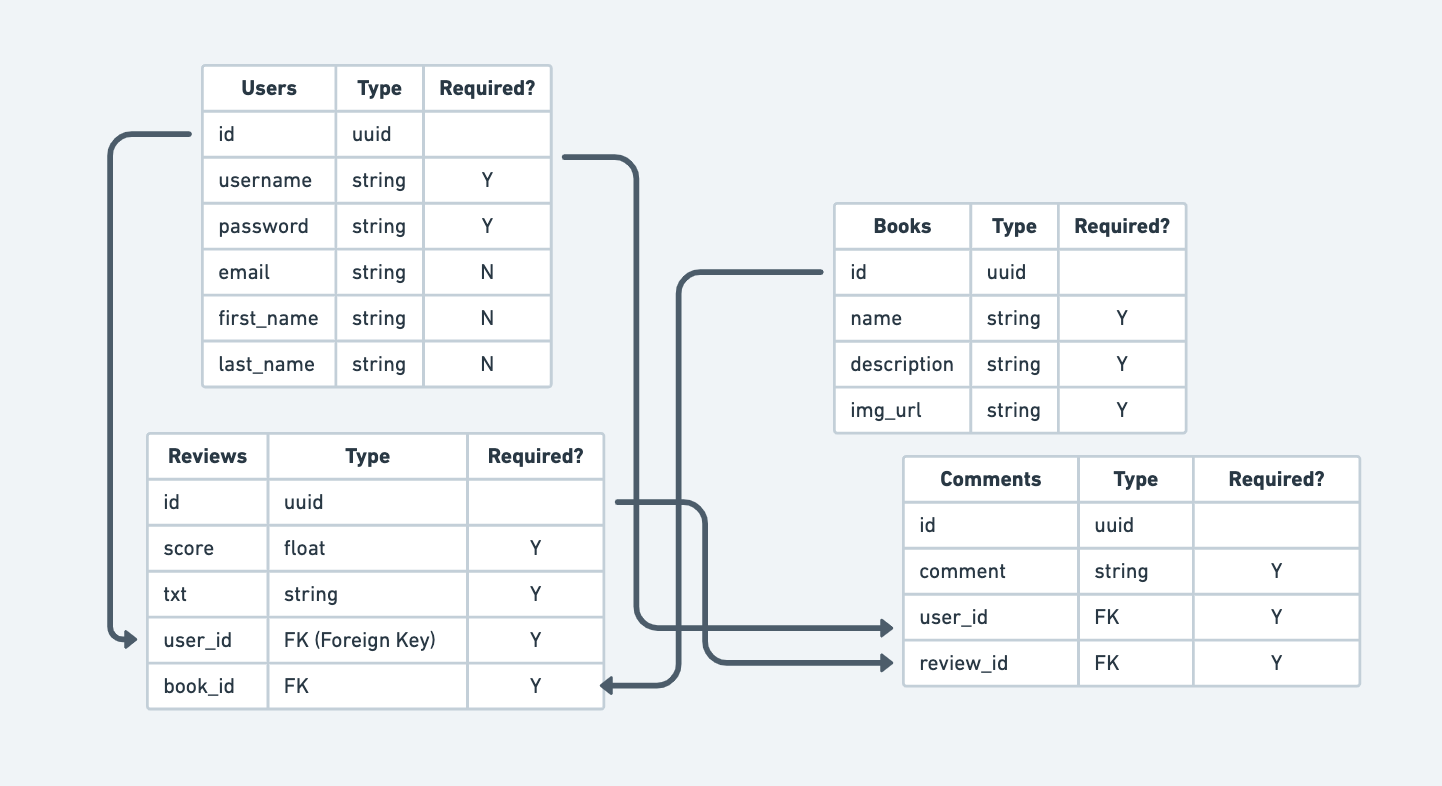 Users Type Required?
id uuid
username string Y
password string Y
email string N
first_name string N
last_name string N
Books Type Required?
id uuid
name string Y
description string Y
img_url string Y
Reviews Type Required?
id uuid
score float Y
txt string Y
user_id FK (Foreign Key) Y
book_id FK Y
Comments Type Required?
id uuid
comment string Y
user_id FK Y
review_id FK Y